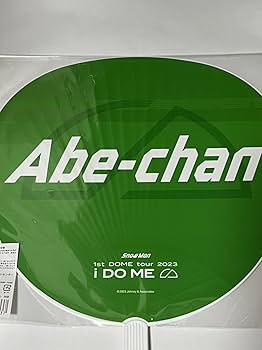 Abe-chan
Snow Man
1st DOME tour 2023
i DO ME
© 2023 Johnny & Associates